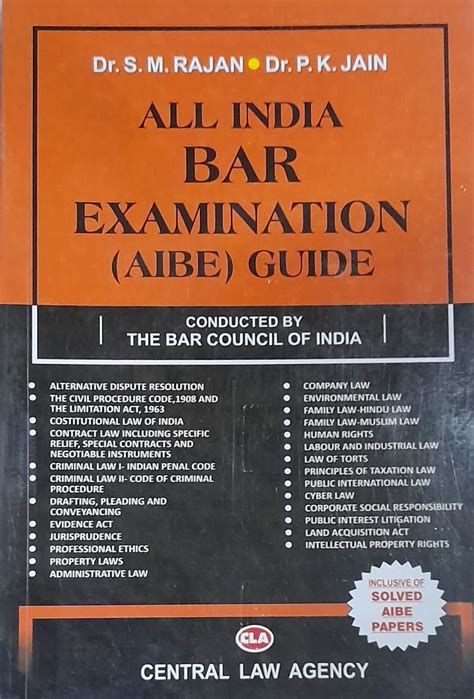 Dr. S. M. RAJAN • Dr. P. K. JAIN
ALL INDIA
BAR
EXAMINATION
(AIBE) GUIDE
CONDUCTED BY
THE BAR COUNCIL OF INDIA
• ALTERNATIVE DISPUTE RESOLUTION
• THE CIVIL PROCEDURE CODE,1908 AND
THE LIMITATION ACT, 1963
• COSTITUTIONAL LAW OF INDIA
• CONTRACT LAW INCLUDING SPECIFIC
RELIEF, SPECIAL CONTRACTS AND
NEGOTIABLE INSTRUMENTS
• CRIMINAL LAW I- INDIAN PENAL CODE
• CRIMINAL LAW II- CODE OF CRIMINAL
PROCEDURE
• DRAFTING, PLEADING AND
CONVEYANCING
• EVIDENCE ACT
• JURISPRUDENCE
• PROFESSIONAL ETHICS
• PROPERTY LAWS
• ADMINISTRATIVE LAW
• COMPANY LAW
• ENVIRONMENTAL LAW
• FAMILY LAW-HINDU LAW
• FAMILY LAW-MUSLIM LAW
• HUMAN RIGHTS
• LABOUR AND INDUSTRIAL LAW
• LAW OF TORTS
• PRINCIPLES OF TAXATION LAW
• PUBLIC INTERNATIONAL LAW
• CYBER LAW
• CORPORATE SOCIAL RESPONSIBILITY
• PUBLIC INTEREST LITIGATION
• LAND ACQUISITION ACT
• INTELLECTUAL PROPERTY RIGHTS
INCLUSIVE OF
SOLVED
AIBE
PAPERS
CLA
CENTRAL LAW AGENCY